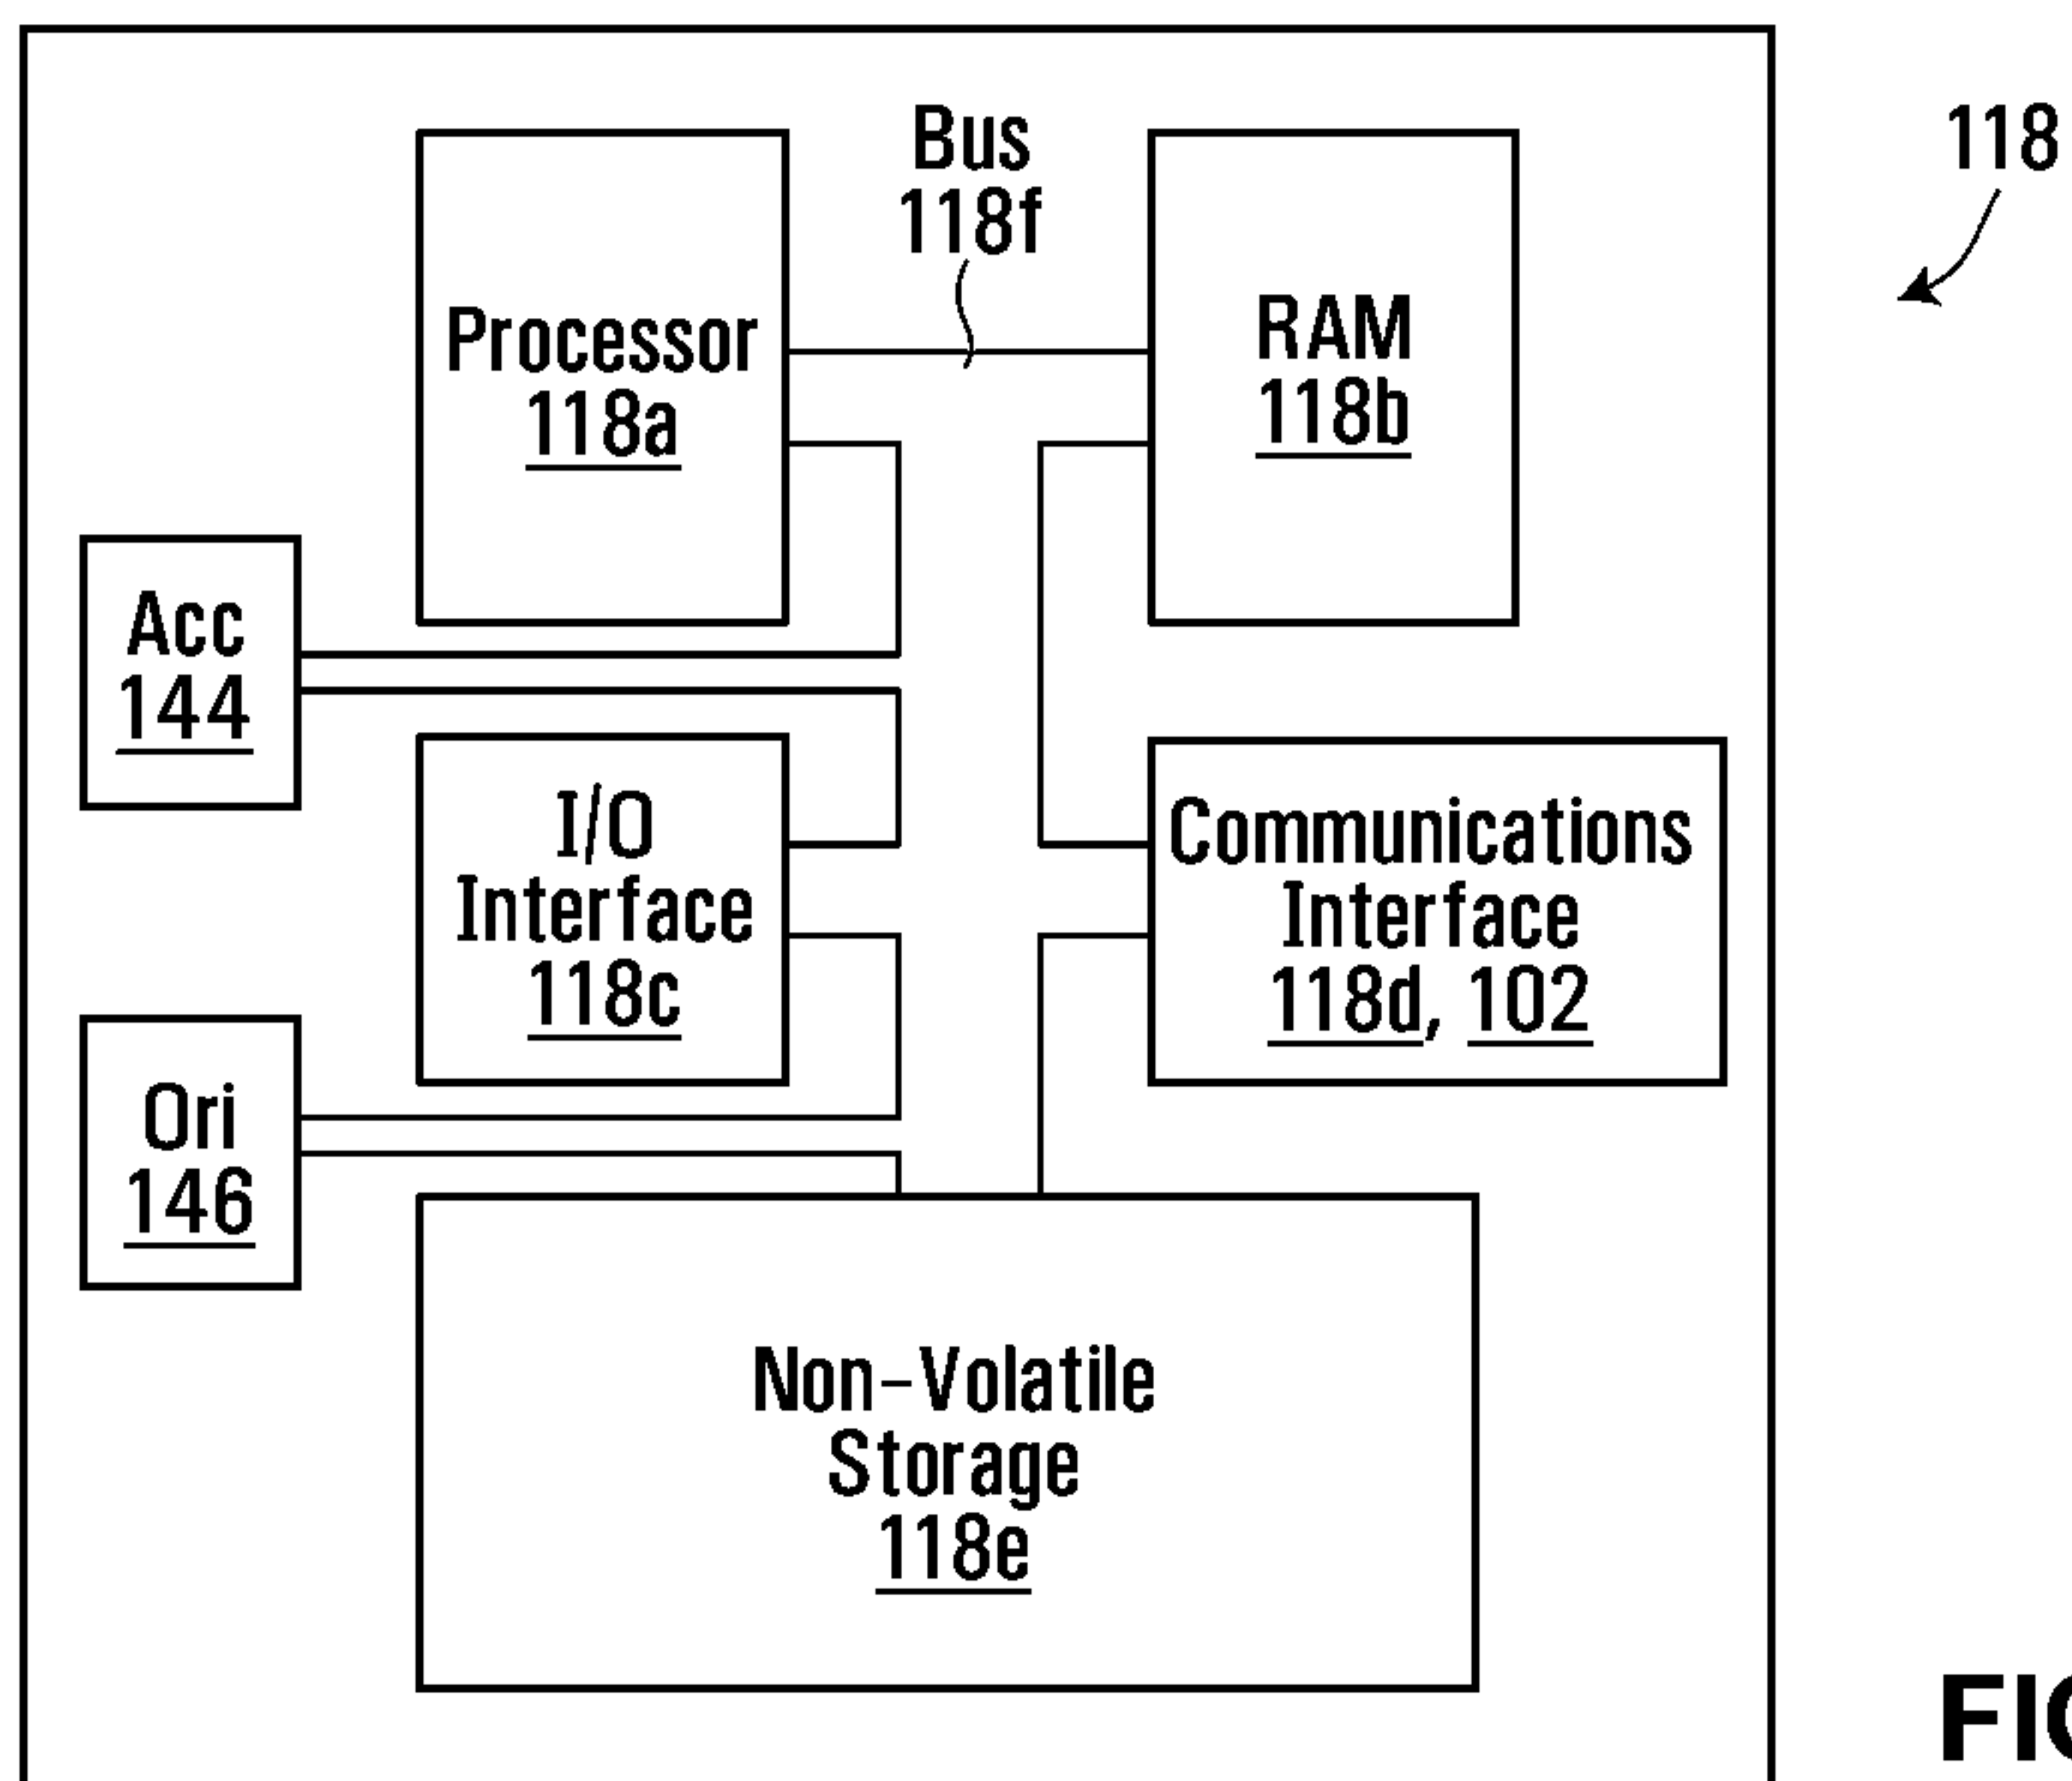 Bus
118f
118
Processor
118a
RAM
118b
Acc
144
I/O
Interface
118c
Communications
Interface
118d, 102
Ori
146
Non-Volatile
Storage
118e